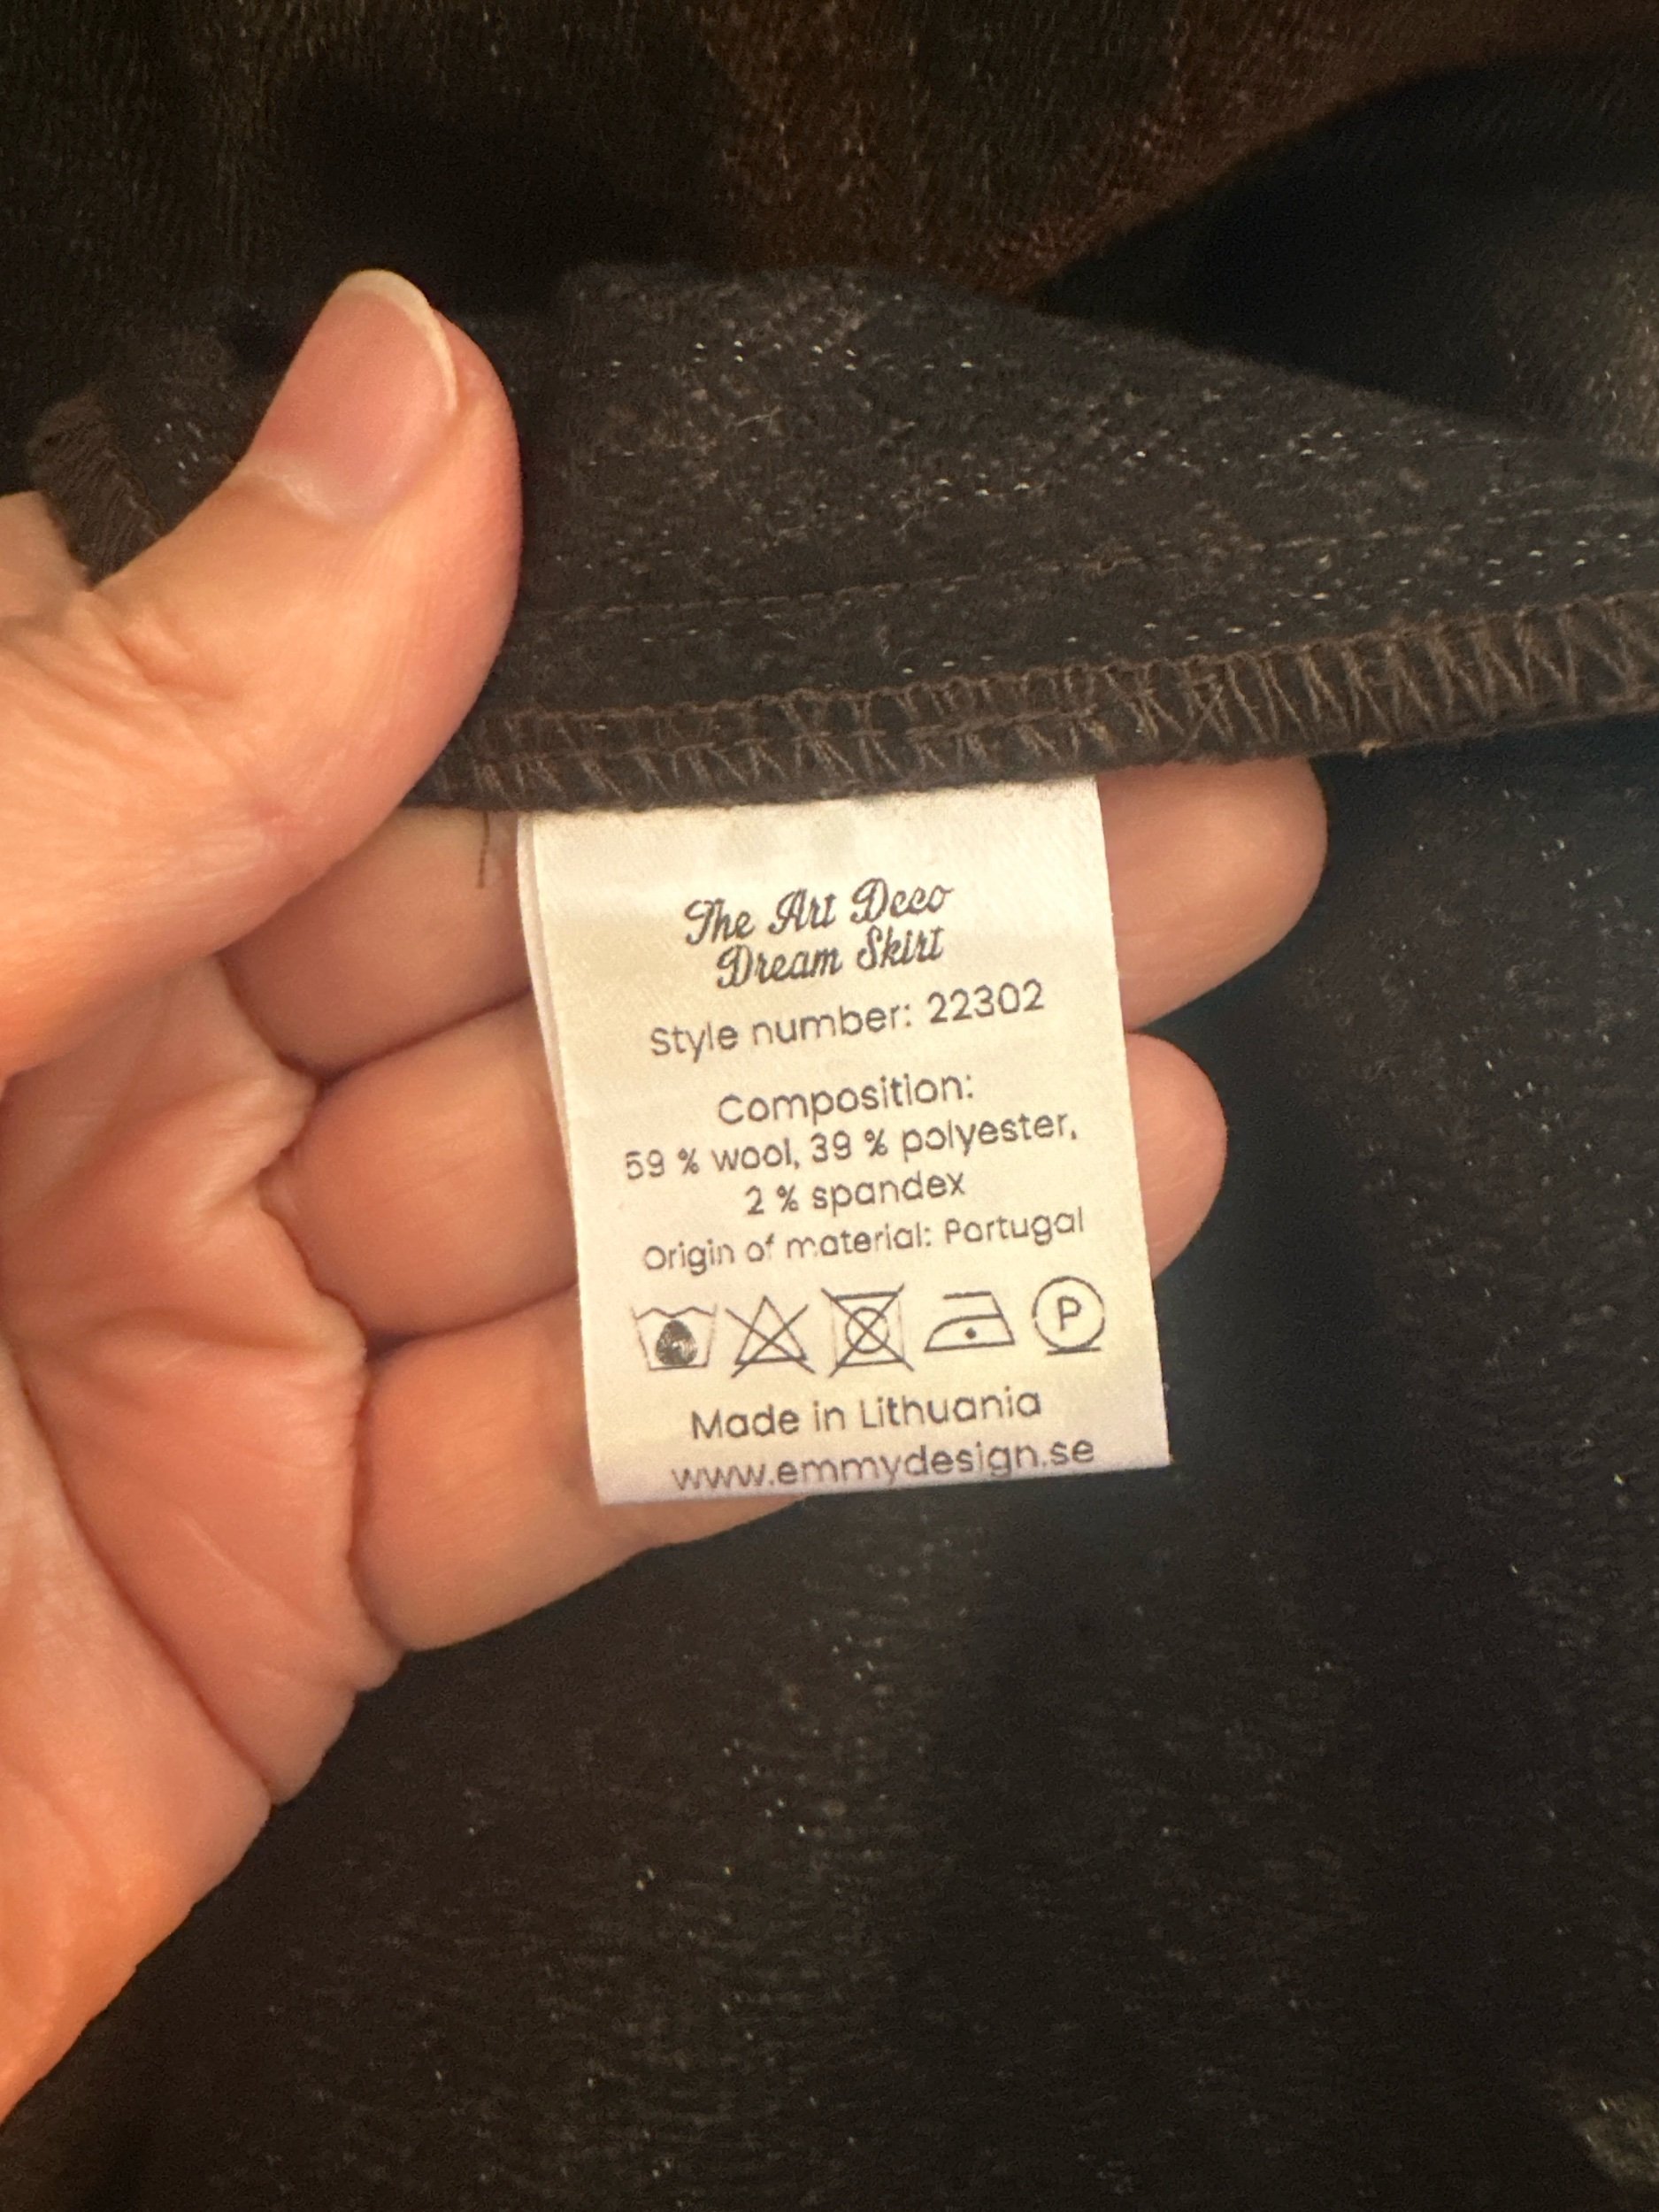 The Art Deco
Dream Skirt
Style number: 22302
Composition:
59 % wool, 39 % polyester,
2 % spandex
Origin of material: Portugal
P
Made in Lithuania
www.emmydesign.se